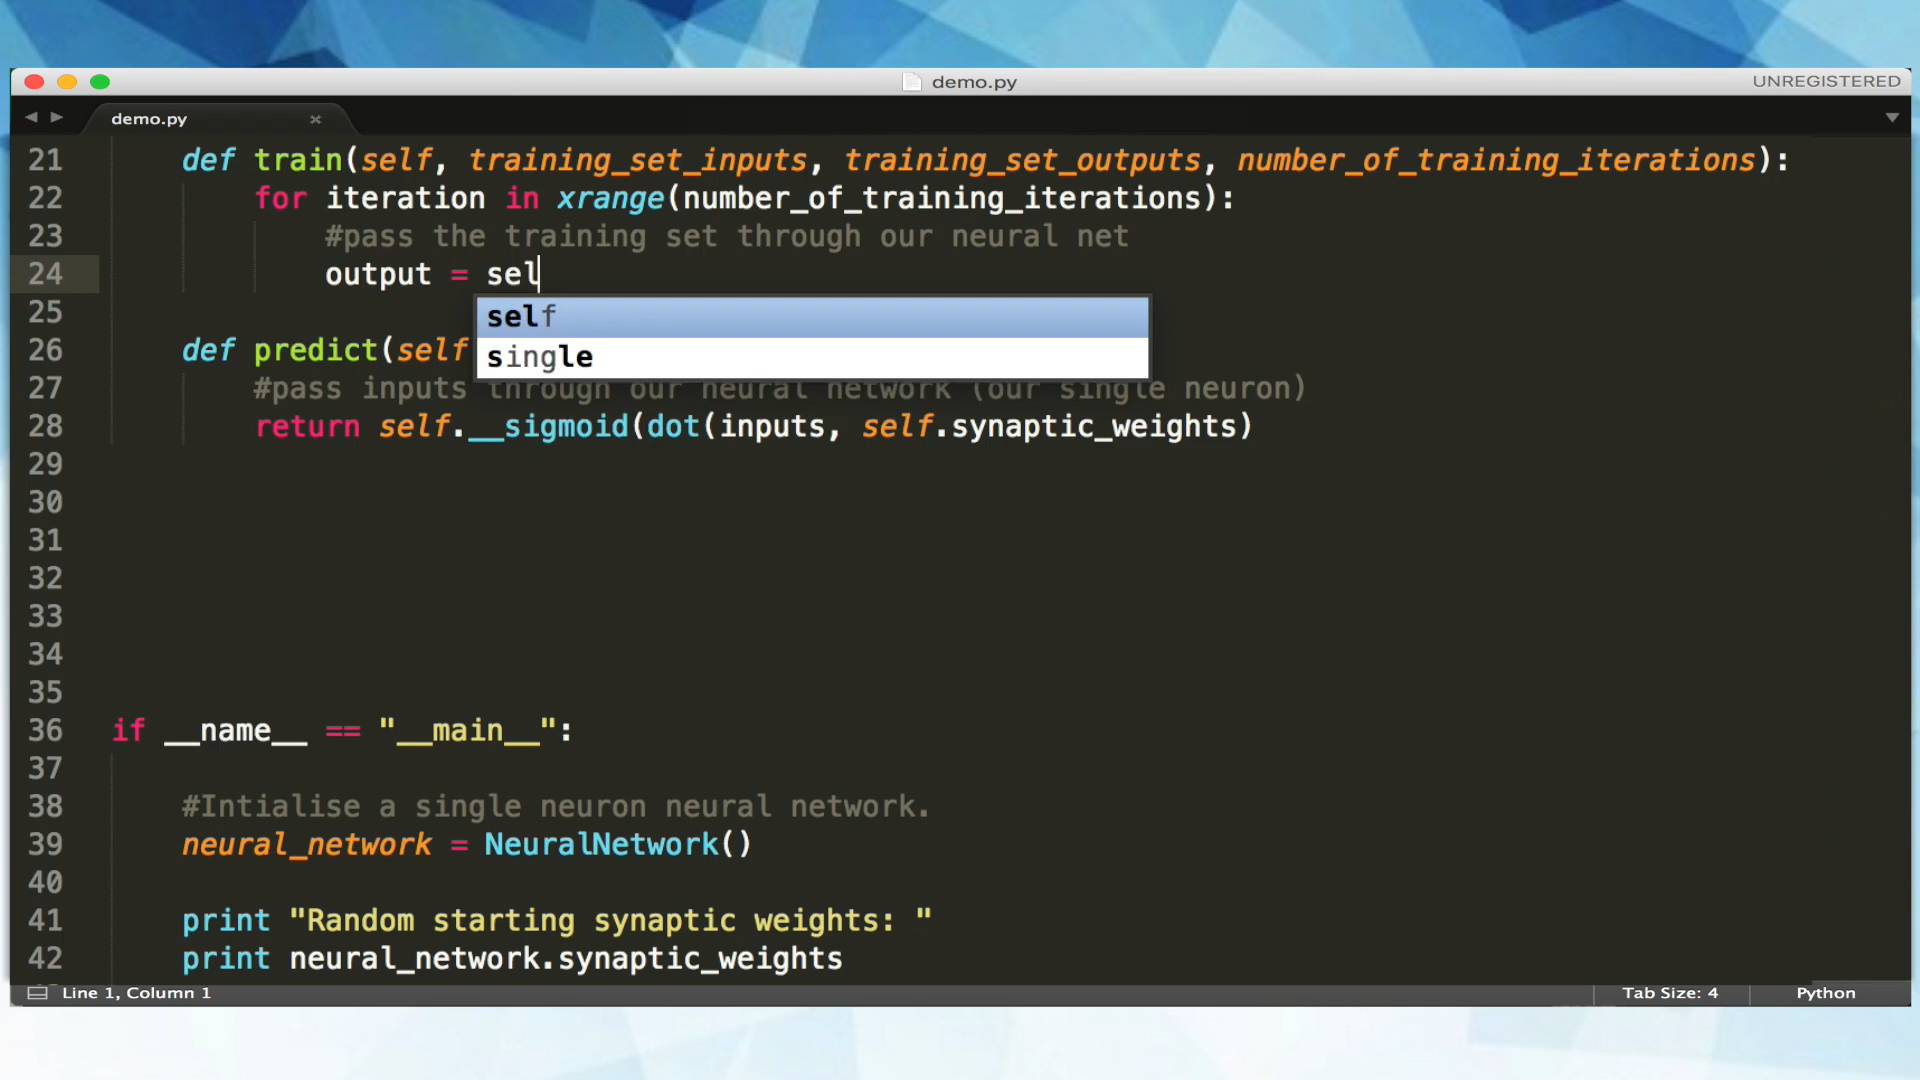 demo.py
UNREGISTERED
demo.py
21 def train(self, training_set_inputs, training_set_outputs, number_of_training_iterations):
22 for iteration in xrange(number_of_training_iterations):
23 #pass the training set through our neural net
24 output = sel
self
25
single
26 def predict(self
27 #pass inputs through our neural network (our single neuron)
28 return self.__sigmoid(dot(inputs, self.synaptic_weights)
29
30
31
32
33
34
35
36 if __name__ == "__main__":
37
38 #Intialise a single neuron neural network.
39 neural_network = NeuralNetwork()
40
41 print "Random starting synaptic weights: "
42 print neural_network.synaptic_weights
Line 1, Column 1
Tab Size: 4
Python